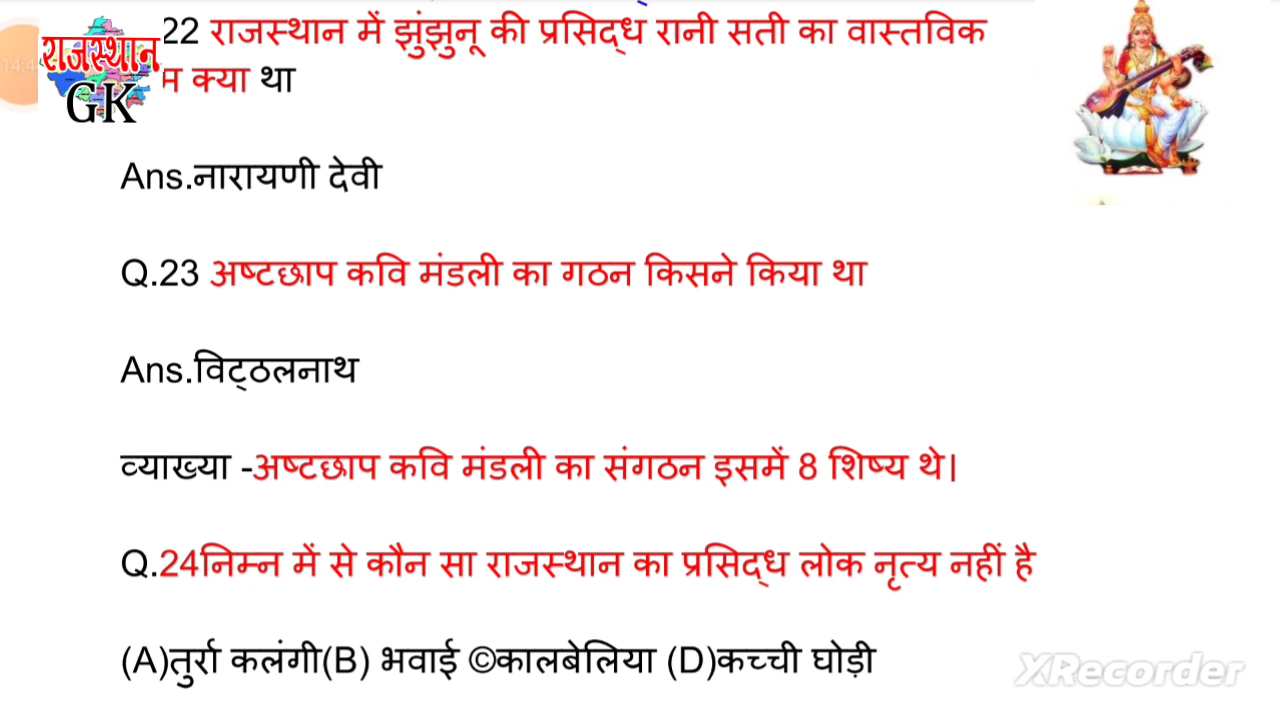 22 राजस्थान में झुंझुनू की प्रसिद्ध रानी सती का वास्तविक
राजस्थान
GK
क्या था
Ans.नारायणी देवी
Q.23 अष्टछाप कवि मंडली का गठन किसने किया था
Ans.विट्ठलनाथ
व्याख्या -अष्टछाप कवि मंडली का संगठन इसमें 8 शिष्य थे।
Q.24निम्न में से कौन सा राजस्थान का प्रसिद्ध लोक नृत्य नहीं है
(A)तुर्रा कलंगी(B) भवाई ©कालबेलिया (D)कच्ची घोड़ी
XRecorder